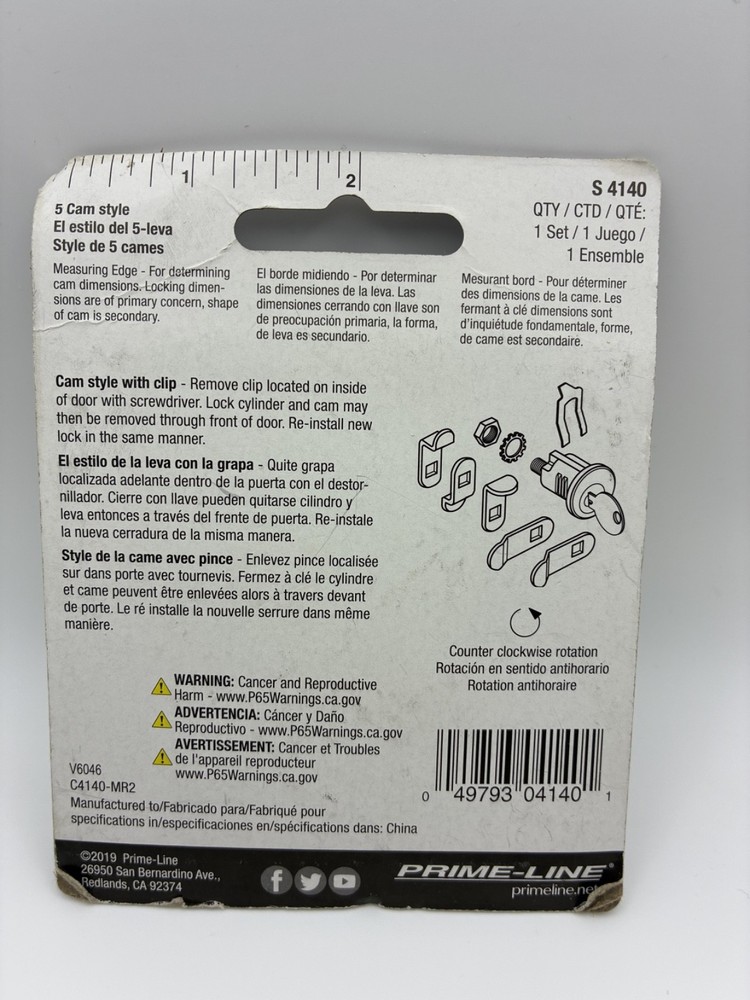 1 2
5 Cam style
El estilo del 5-leva
Style de 5 cames
S 4140
QTY / CTD / QTÉ:
1 Set / 1 Juego /
1 Ensemble
Measuring Edge - For determining
cam dimensions. Locking dimen-
sions are of primary concern, shape
of cam is secondary.
El borde midiendo - Por determinar
las dimensiones de la leva. Las
dimensiones cerrando con llave son
de preocupación primaria, la forma,
de leva es secundario.
Mesurant bord - Pour déterminer
des dimensions de la came. Les
fermant à clé dimensions sont
d'inquiétude fondamentale, forme,
de came est secondaire.
Cam style with clip - Remove clip located on inside
of door with screwdriver. Lock cylinder and cam may
then be removed through front of door. Re-install new
lock in the same manner.
El estilo de la leva con la grapa - Quite grapa
localizada adelante dentro de la puerta con el destor-
nillador. Cierre con llave pueden quitarse cilindro y
leva entonces a través del frente de puerta. Re-instale
la nueva cerradura de la misma manera.
Style de la came avec pince - Enlevez pince localisée
sur dans porte avec tournevis. Fermez à clé le cylindre
et came peuvent être enlevées alors à travers devant
de porte. Le ré installe la nouvelle serrure dans même
manière.
Counter clockwise rotation
Rotación en sentido antihorario
Rotation antihoraire
WARNING: Cancer and Reproductive
Harm - www.P65Warnings.ca.gov
ADVERTENCIA: Cáncer y Daño
Reproductivo - www.P65Warnings.ca.gov
AVERTISSEMENT: Cancer et Troubles
de l'appareil reproducteur
www.P65Warnings.ca.gov
V6046
C4140-MR2
0 49793 04140 1
Manufactured to/Fabricado para/Fabriqué pour
specifications in/especificaciones en/spécifications dans: China
©2019 Prime-Line
26950 San Bernardino Ave.,
Redlands, CA 92374
PRIME-LINE®
primeline.net